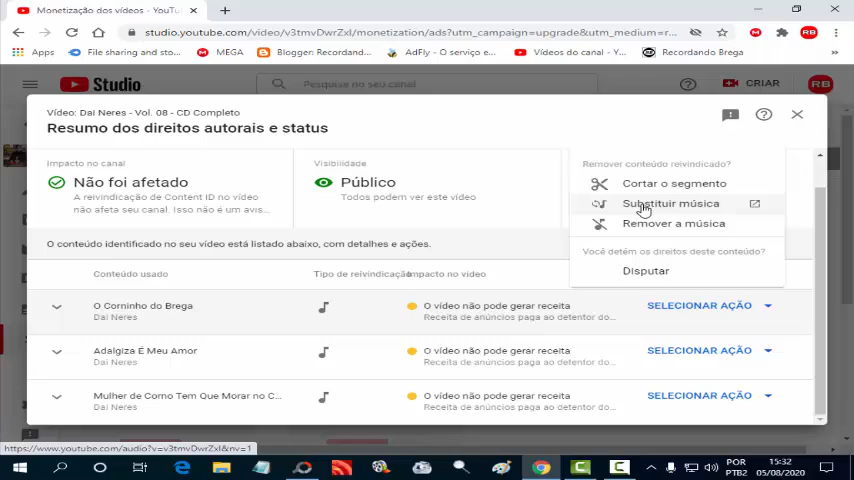 Monetização dos vídeos - YouTu
studio.youtube.com/video/v3tmvDwrZxI/monetization/ads?utm_campaign=upgrade&utm_medium=r...
Apps
File sharing and sto...
MEGA
Blogger: Recordando...
AdFly - O serviço e...
Vídeos do canal - Y...
Recordando Brega
Studio
Pesquise no seu canal
CRIAR
RB
Vídeo: Dai Neres - Vol. 08 - CD Completo
Resumo dos direitos autorais e status
Impacto no canal
Não foi afetado
A reivindicação de Content ID no vídeo
não afeta seu canal. Isso não é um avis...
Visibilidade
Público
Todos podem ver este vídeo
Remover conteúdo reivindicado?
Cortar o segmento
Substituir música
Remover a música
Você detém os direitos deste conteúdo?
Disputar
O conteúdo identificado no seu vídeo está listado abaixo, com detalhes e ações.
Conteúdo usado
Tipo de reivindicação
Impacto no vídeo
O Corninho do Brega
Dai Neres
O vídeo não pode gerar receita
Receita de anúncios paga ao detentor do...
SELECIONAR AÇÃO
Adalgiza É Meu Amor
Dai Neres
O vídeo não pode gerar receita
Receita de anúncios paga ao detentor do...
SELECIONAR AÇÃO
Mulher de Corno Tem Que Morar no C...
Dai Neres
O vídeo não pode gerar receita
Receita de anúncios paga ao detentor do...
SELECIONAR AÇÃO
https://www.youtube.com/audio?v=v3tmvDwrZxI&nv=1
POR
PTB2
15:32
05/08/2020